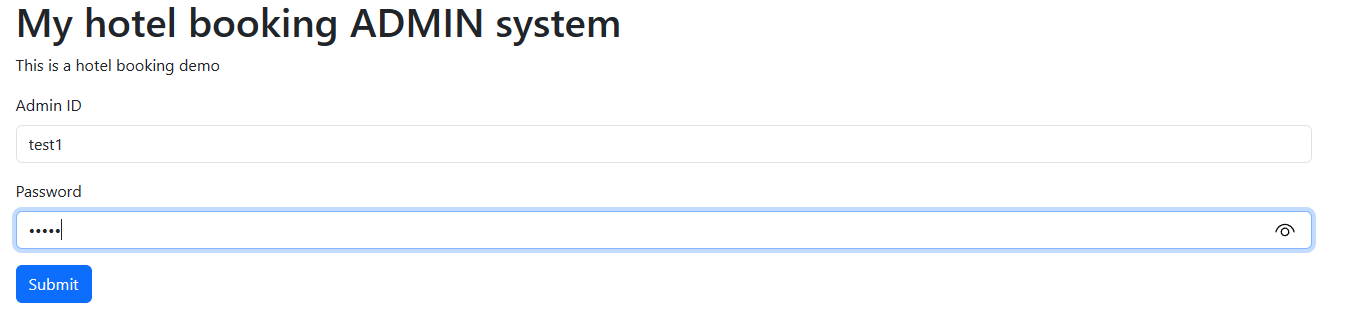 My hotel booking ADMIN system
This is a hotel booking demo
Admin ID
test1
Password
•••••
Submit